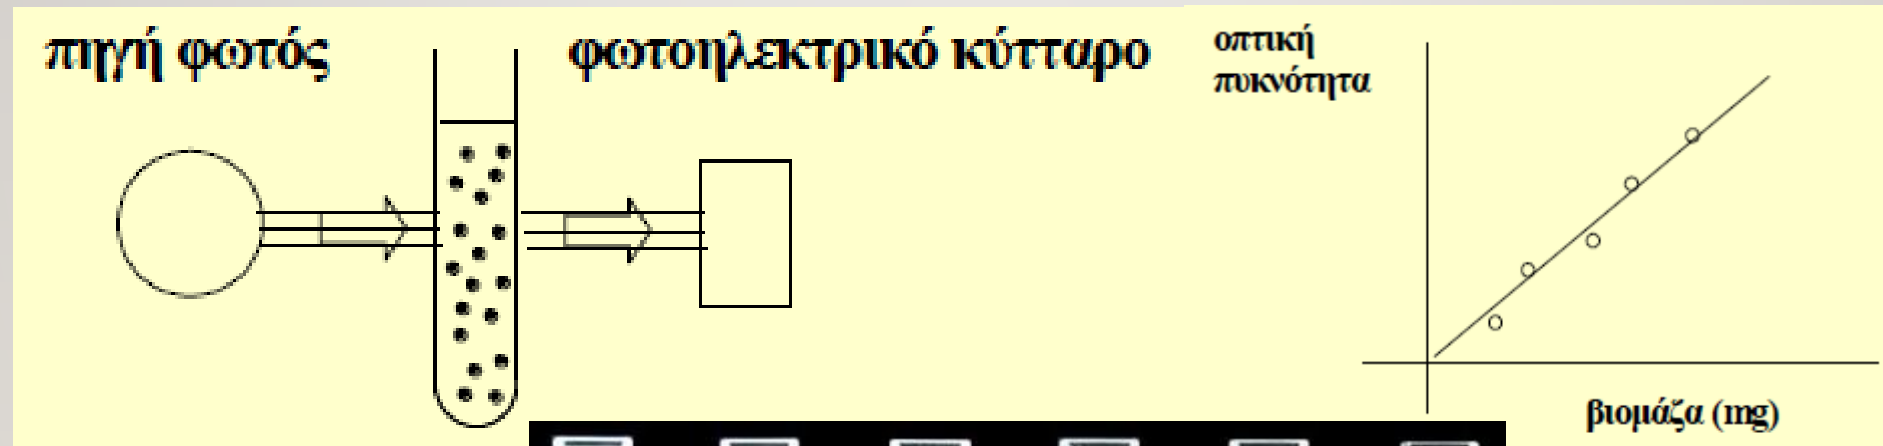 πηγή φωτός
φωτοηλεκτρικό κύτταρο
οπτική
πυκνότητα
βιομάζα (mg)